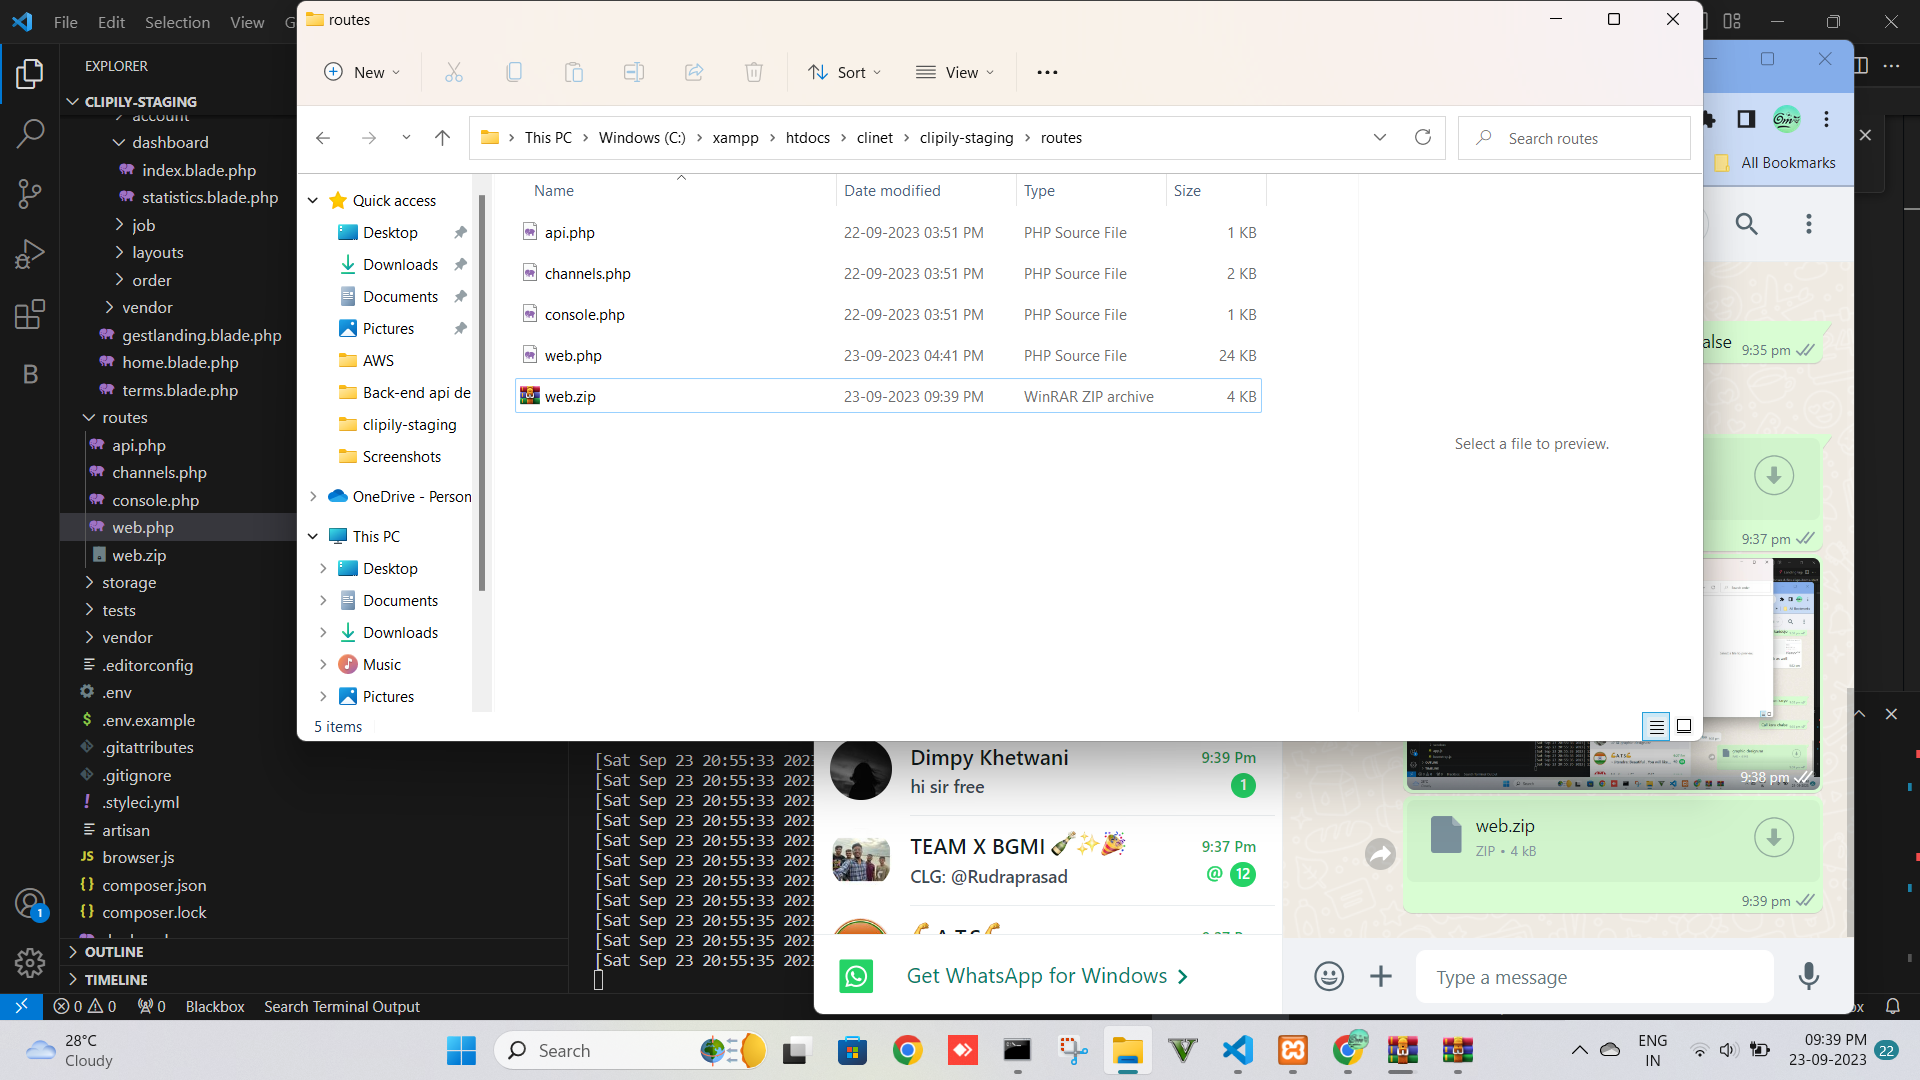 File Edit Selection View G
EXPLORER
CLIPILY-STAGING
account
dashboard
index.blade.php
statistics.blade.php
job
layouts
order
vendor
gestlanding.blade.php
home.blade.php
terms.blade.php
routes
api.php
channels.php
console.php
web.php
web.zip
storage
tests
vendor
.editorconfig
.env
.env.example
.gitattributes
.gitignore
.styleci.yml
artisan
browser.js
composer.json
composer.lock
OUTLINE
TIMELINE
0 0 0 Blackbox Search Terminal Output
routes
New Sort View
This PC Windows (C:) xampp htdocs clinet clipily-staging routes
Search routes
Quick access
Desktop
Downloads
Documents
Pictures
AWS
Back-end api de
clipily-staging
Screenshots
OneDrive - Person
This PC
Desktop
Documents
Downloads
Music
Pictures
Name Date modified Type Size
api.php 22-09-2023 03:51 PM PHP Source File 1 KB
channels.php 22-09-2023 03:51 PM PHP Source File 2 KB
console.php 22-09-2023 03:51 PM PHP Source File 1 KB
web.php 23-09-2023 04:41 PM PHP Source File 24 KB
web.zip 23-09-2023 09:39 PM WinRAR ZIP archive 4 KB
Select a file to preview.
5 items
All Bookmarks
alse 9:35 pm
9:37 pm
9:38 pm
web.zip
ZIP • 4 kB
9:39 pm
Type a message
[Sat Sep 23 20:55:33 2023
[Sat Sep 23 20:55:33 2023
[Sat Sep 23 20:55:33 2023
[Sat Sep 23 20:55:33 2023
[Sat Sep 23 20:55:33 2023
[Sat Sep 23 20:55:33 2023
[Sat Sep 23 20:55:33 2023
[Sat Sep 23 20:55:33 2023
[Sat Sep 23 20:55:35 2023
[Sat Sep 23 20:55:35 2023
[Sat Sep 23 20:55:35 2023
Dimpy Khetwani 9:39 Pm
hi sir free 1
TEAM X BGMI 🍾✨🎉 9:37 Pm
CLG: @Rudraprasad @ 12
Get WhatsApp for Windows
28°C
Cloudy
Search
ENG
IN
09:39 PM
23-09-2023
22